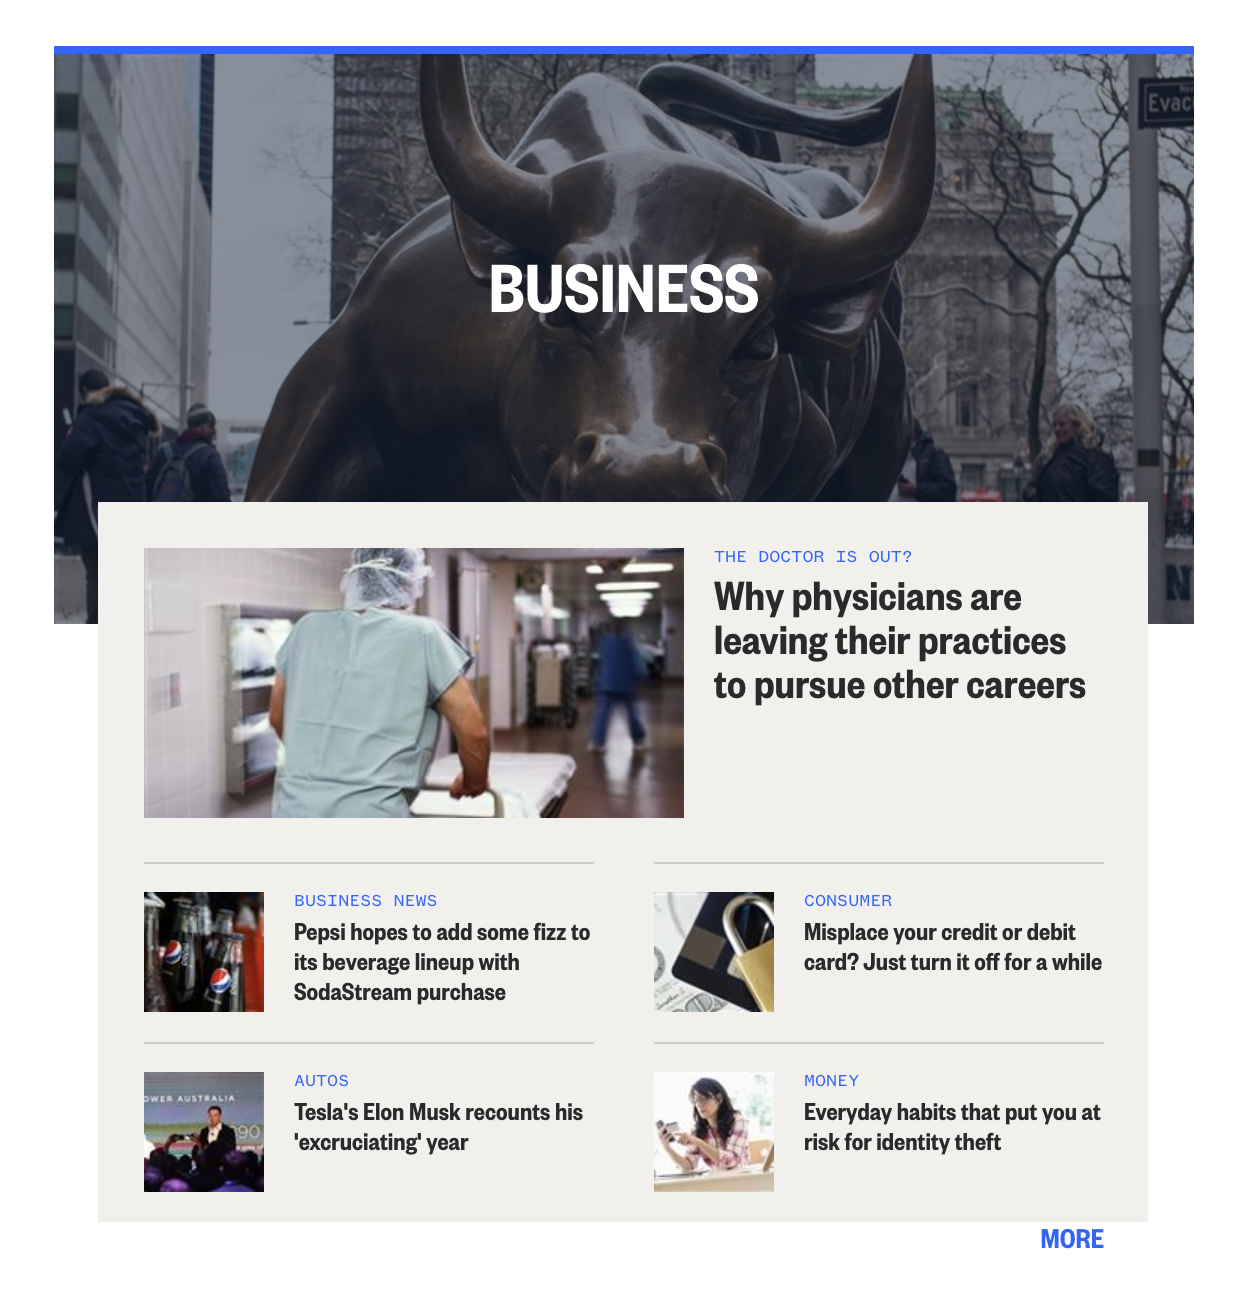 Evac
BUSINESS
N
THE DOCTOR IS OUT?
Why physicians are
leaving their practices
to pursue other careers
BUSINESS NEWS
Pepsi hopes to add some fizz to
its beverage lineup with
SodaStream purchase
CONSUMER
Misplace your credit or debit
card? Just turn it off for a while
AUTOS
Tesla's Elon Musk recounts his
'excruciating' year
OWER AUSTRALIA
MONEY
Everyday habits that put you at
risk for identity theft
MORE